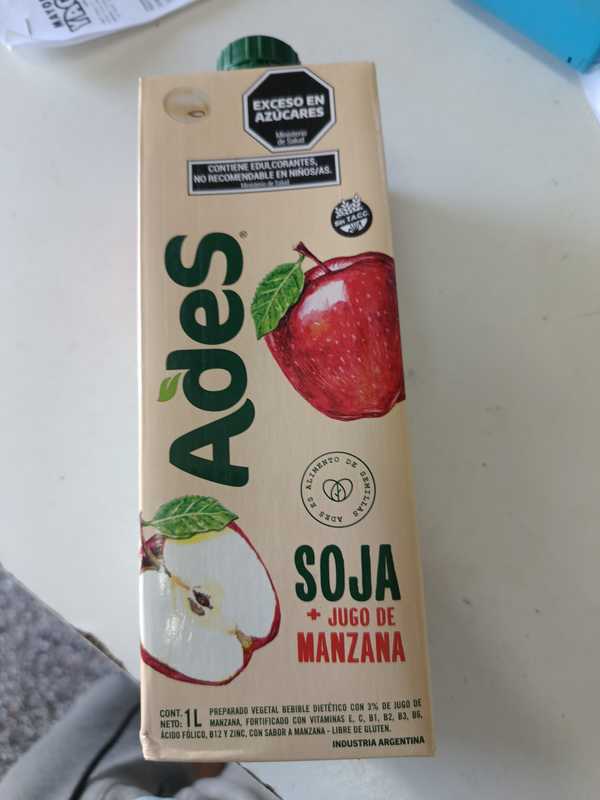 EXCESO EN
AZÚCARES
Ministerio
de Salud
CONTIENE EDULCORANTES,
NO RECOMENDABLE EN NIÑOS/AS.
Ministerio de Salud
Sin T.A.C.C.
AdeS®
ADES ES ALIMENTO DE SEMILLAS
SOJA
+ JUGO DE
MANZANA
CONT. NETO: 1L
PREPARADO VEGETAL BEBIBLE DIETÉTICO CON 3% DE JUGO DE
MANZANA, FORTIFICADO CON VITAMINAS E, C, B1, B2, B3, B6,
ÁCIDO FÓLICO, B12 Y ZINC, CON SABOR A MANZANA - LIBRE DE GLUTEN.
INDUSTRIA ARGENTINA